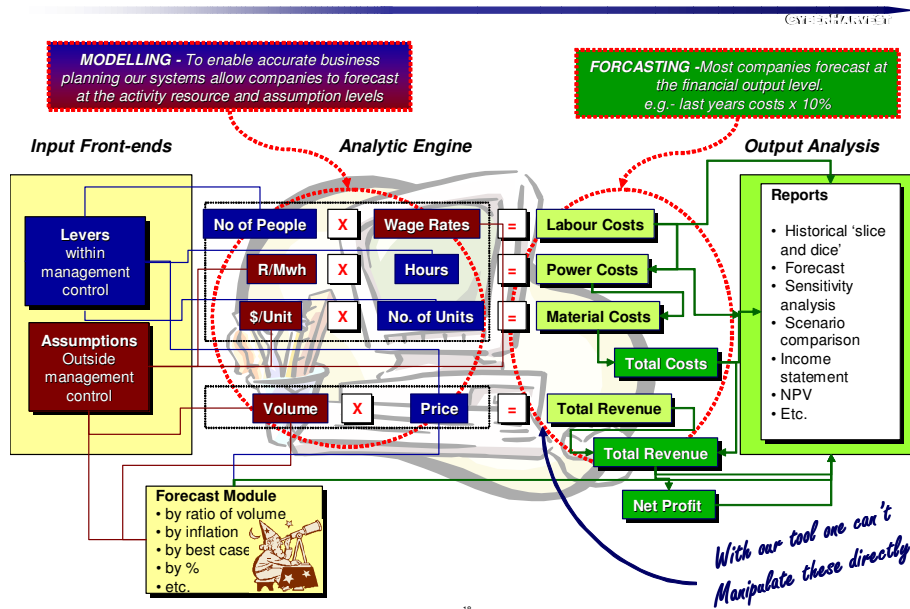 CYBERHARVEST
MODELLING - To enable accurate business
planning our systems allow companies to forecast
at the activity resource and assumption levels
FORCASTING -Most companies forecast at
the financial output level.
e.g.- last years costs x 10%
Input Front-ends
Analytic Engine
Output Analysis
Levers
within
management
control
Assumptions
Outside
management
control
No of People X Wage Rates = Labour Costs
R/Mwh X Hours = Power Costs
$/Unit X No. of Units = Material Costs
Total Costs
Volume X Price = Total Revenue
Total Revenue
Net Profit
Reports
• Historical ‘slice
and dice’
• Forecast
• Sensitivity
analysis
• Scenario
comparison
• Income
statement
• NPV
• Etc.
Forecast Module
• by ratio of volume
• by inflation
• by best case
• by %
• etc.
With our tool one can't
Manipulate these directly